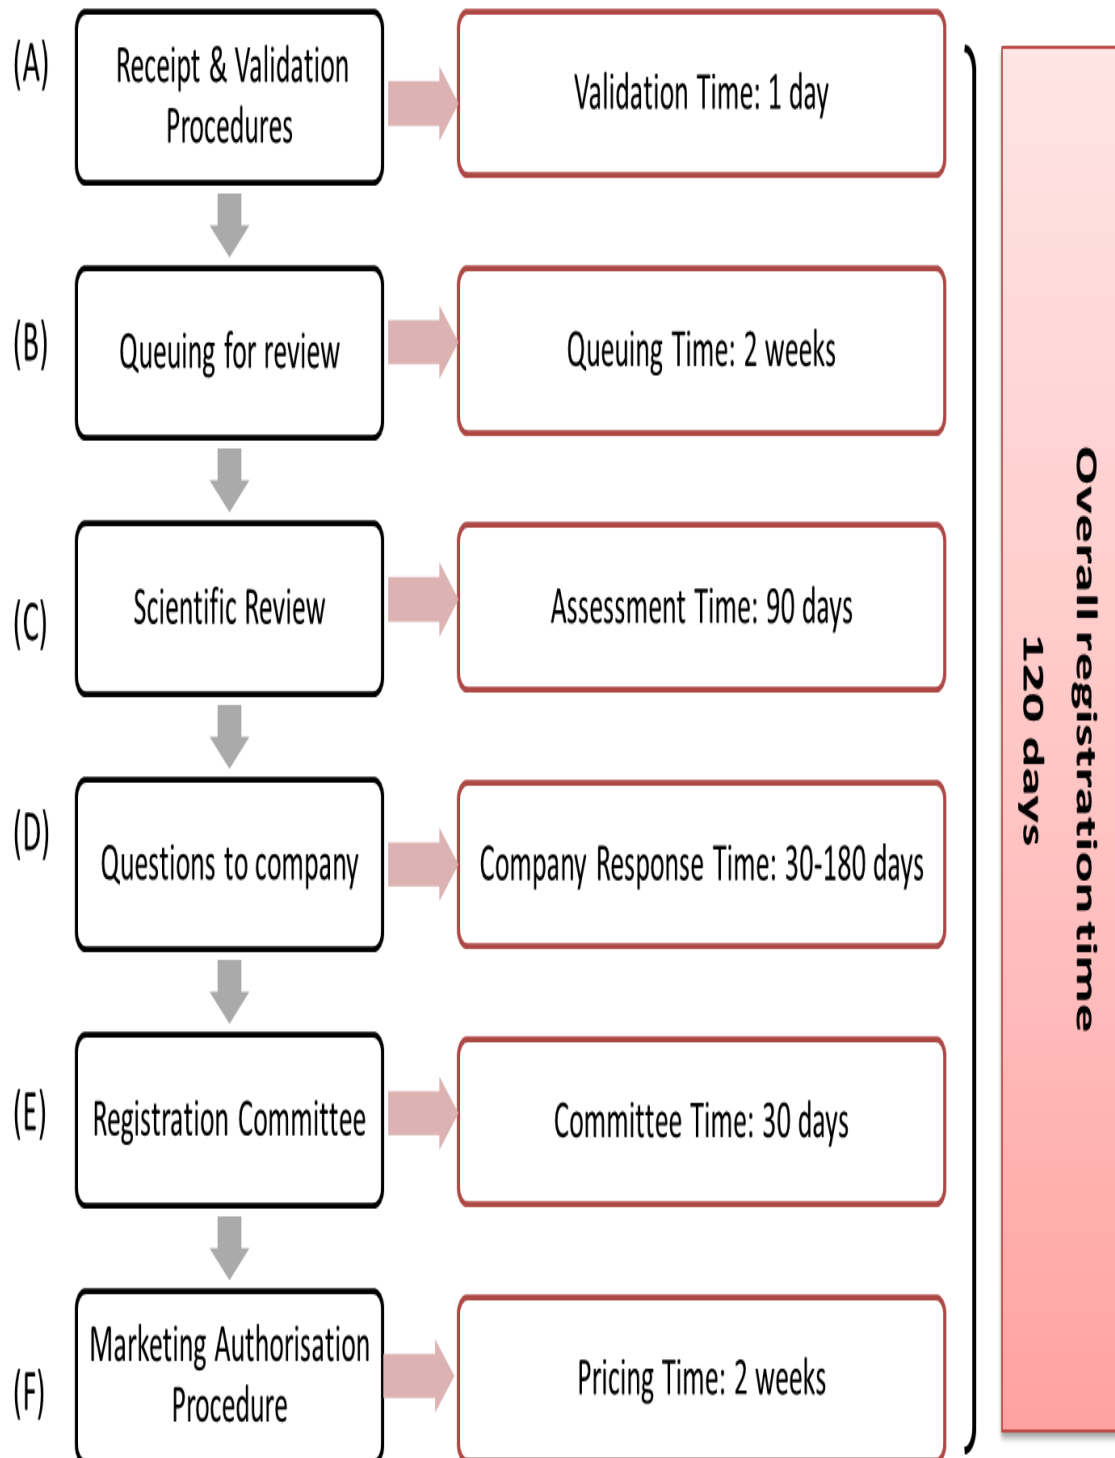 (A)
Receipt & Validation
Procedures
Validation Time: 1 day
(B)
Queuing for review
Queuing Time: 2 weeks
(C)
Scientific Review
Assessment Time: 90 days
(D)
Questions to company
Company Response Time: 30-180 days
(E)
Registration Committee
Committee Time: 30 days
(F)
Marketing Authorisation
Procedure
Pricing Time: 2 weeks
Overall registration time
120 days